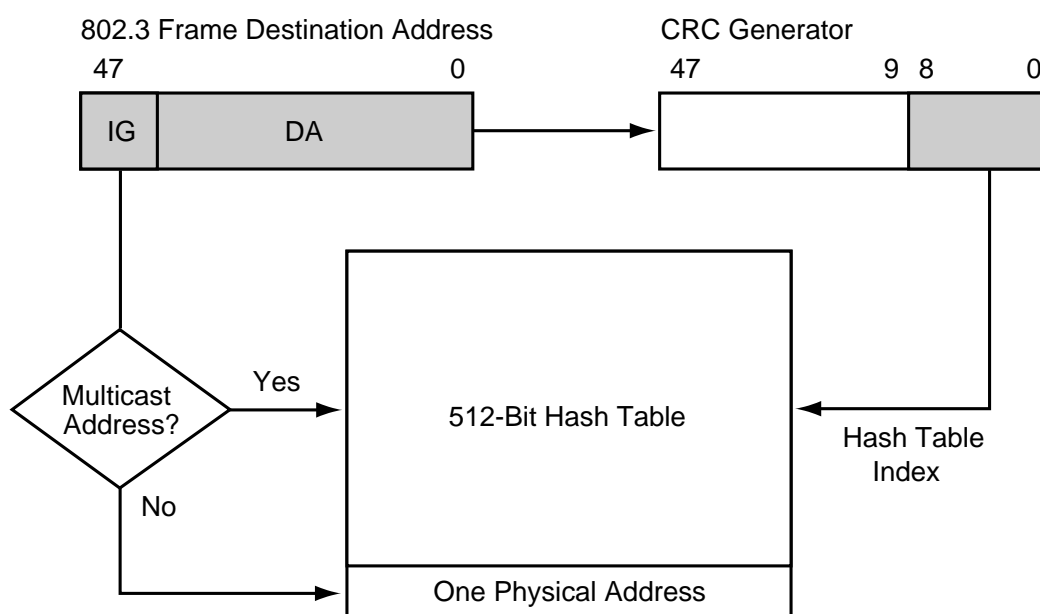 802.3 Frame Destination Address
47 0
IG DA
CRC Generator
47 9 8 0
Multicast
Address?
Yes
No
512-Bit Hash Table
Hash Table
Index
One Physical Address